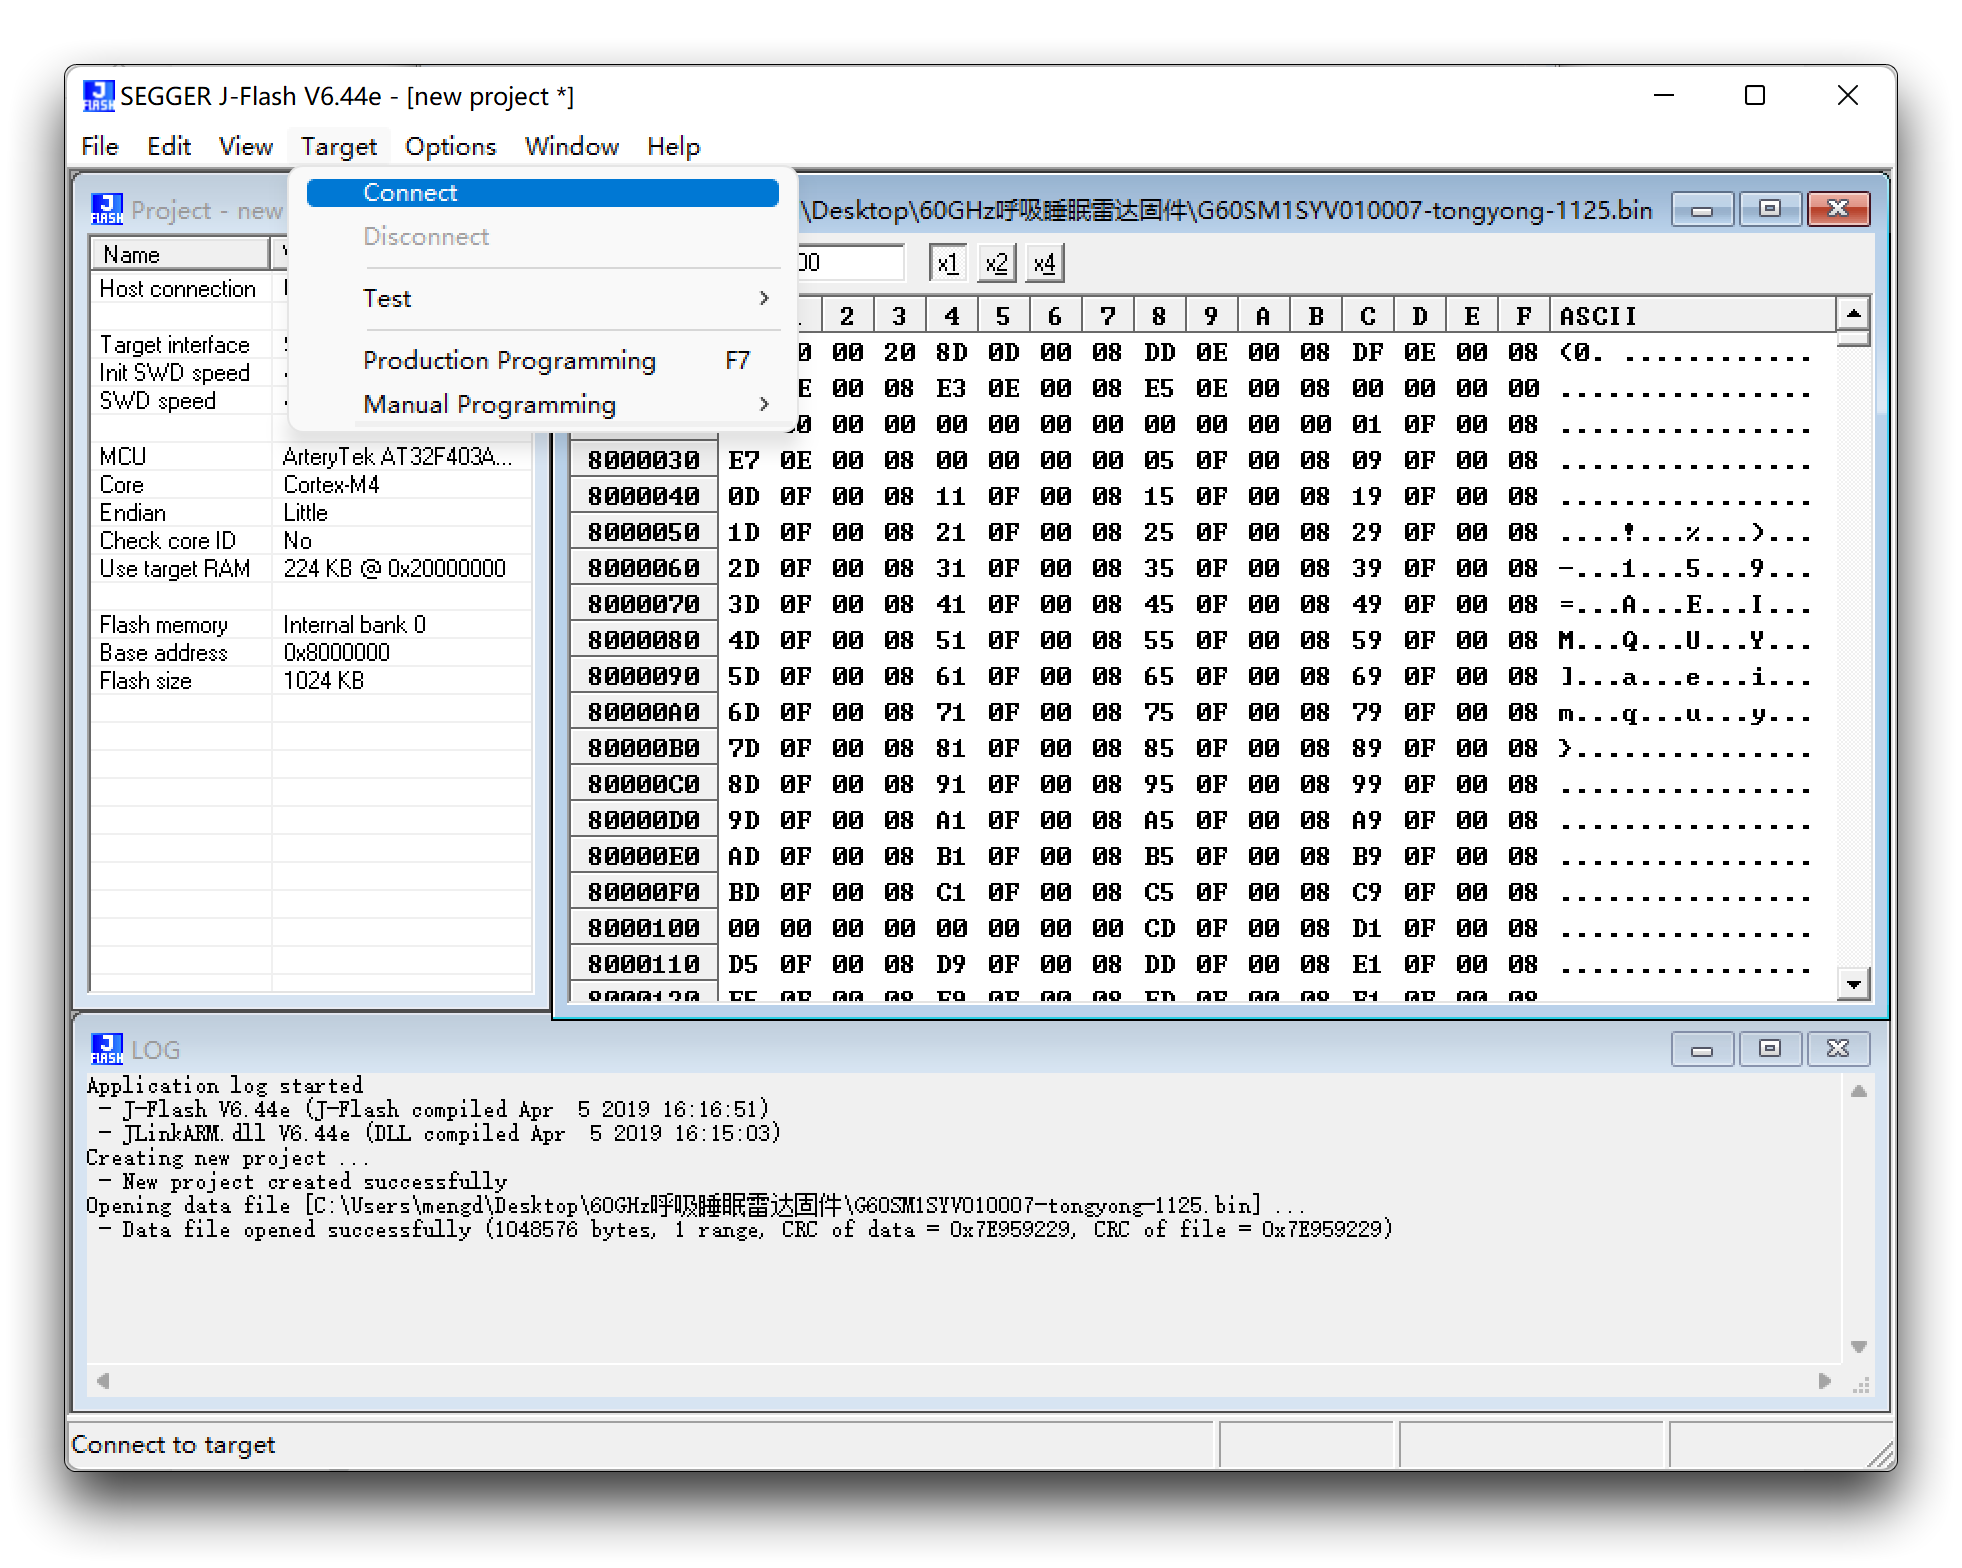 SEGGER J-Flash V6.44e - [new project *]
File Edit View Target Options Window Help
Connect
Disconnect
Test
Production Programming F7
Manual Programming
Project - new
Name
Host connection
Target interface
Init SWD speed
SWD speed
MCU ArteryTek AT32F403A...
Core Cortex-M4
Endian Little
Check core ID No
Use target RAM 224 KB @ 0x20000000
Flash memory Internal bank 0
Base address 0x8000000
Flash size 1024 KB
\Desktop\60GHz呼吸睡眠雷达固件\G60SM1SYV010007-tongyong-1125.bin
x1 x2 x4
2 3 4 5 6 7 8 9 A B C D E F ASCII
00 20 8D 0D 00 08 DD 0E 00 08 DF 0E 00 08 (0. ............
00 08 E3 0E 00 08 E5 0E 00 08 00 00 00 00 ................
00 00 00 00 00 00 00 00 00 00 01 0F 00 08 ................
8000030 E7 0E 00 08 00 00 00 00 05 0F 00 08 09 0F 00 08 ................
8000040 0D 0F 00 08 11 0F 00 08 15 0F 00 08 19 0F 00 08 ................
8000050 1D 0F 00 08 21 0F 00 08 25 0F 00 08 29 0F 00 08 ....!...%...)...
8000060 2D 0F 00 08 31 0F 00 08 35 0F 00 08 39 0F 00 08 -...1...5...9...
8000070 3D 0F 00 08 41 0F 00 08 45 0F 00 08 49 0F 00 08 =...A...E...I...
8000080 4D 0F 00 08 51 0F 00 08 55 0F 00 08 59 0F 00 08 M...Q...U...Y...
8000090 5D 0F 00 08 61 0F 00 08 65 0F 00 08 69 0F 00 08 ]...a...e...i...
80000A0 6D 0F 00 08 71 0F 00 08 75 0F 00 08 79 0F 00 08 m...q...u...y...
80000B0 7D 0F 00 08 81 0F 00 08 85 0F 00 08 89 0F 00 08 }...............
80000C0 8D 0F 00 08 91 0F 00 08 95 0F 00 08 99 0F 00 08 ................
80000D0 9D 0F 00 08 A1 0F 00 08 A5 0F 00 08 A9 0F 00 08 ................
80000E0 AD 0F 00 08 B1 0F 00 08 B5 0F 00 08 B9 0F 00 08 ................
80000F0 BD 0F 00 08 C1 0F 00 08 C5 0F 00 08 C9 0F 00 08 ................
8000100 00 00 00 00 00 00 00 00 CD 0F 00 08 D1 0F 00 08 ................
8000110 D5 0F 00 08 D9 0F 00 08 DD 0F 00 08 E1 0F 00 08 ................
LOG
Application log started
- J-Flash V6.44e (J-Flash compiled Apr 5 2019 16:16:51)
- JLinkARM.dll V6.44e (DLL compiled Apr 5 2019 16:15:03)
Creating new project ...
- New project created successfully
Opening data file [C:\Users\mengd\Desktop\60GHz呼吸睡眠雷达固件\G60SM1SYV010007-tongyong-1125.bin] ...
- Data file opened successfully (1048576 bytes, 1 range, CRC of data = 0x7E959229, CRC of file = 0x7E959229)
Connect to target